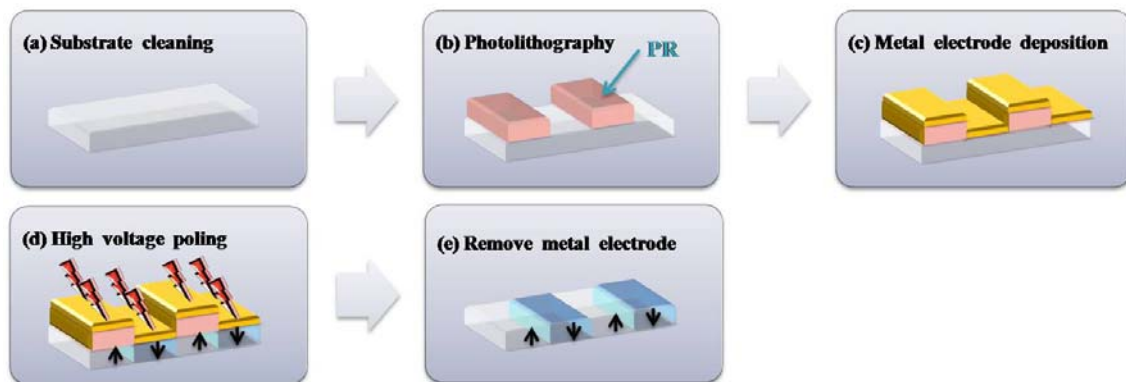 (a) Substrate cleaning
(b) Photolithography
PR
(c) Metal electrode deposition
(d) High voltage poling
(e) Remove metal electrode